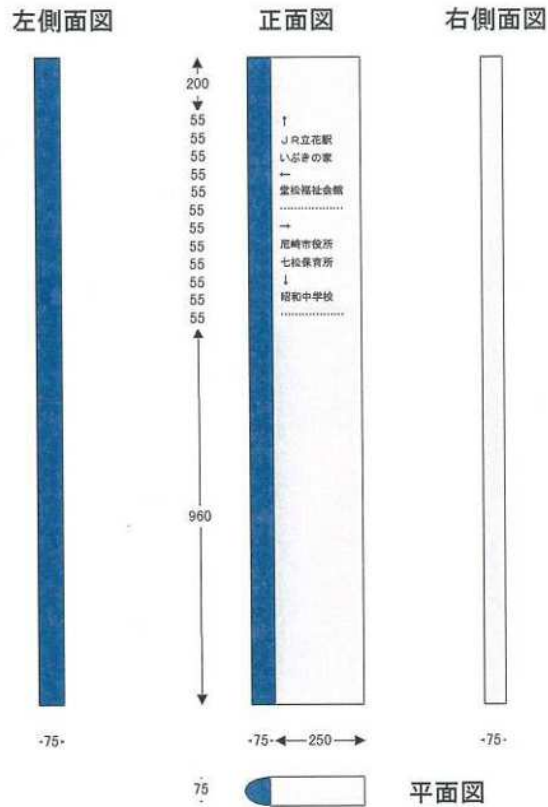 左側面図
正面図
右側面図
200
55
55
55
55
55
55
55
55
55
55
55
55
960
↑
ＪＲ立花駅
いぶきの家
←
堂松福祉会館
→
尼崎市役所
七松保育所
↓
昭和中学校
-75-
-75-
250
-75-
75
平面図